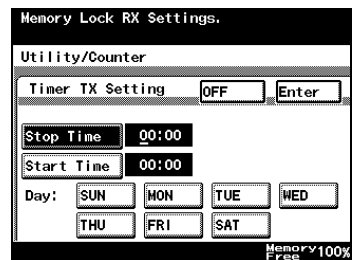 Memory Lock RX Settings.
Utility/Counter
Timer TX Setting OFF Enter
Stop Time 00:00
Start Time 00:00
Day: SUN MON TUE WED
THU FRI SAT
Memory Free 100%